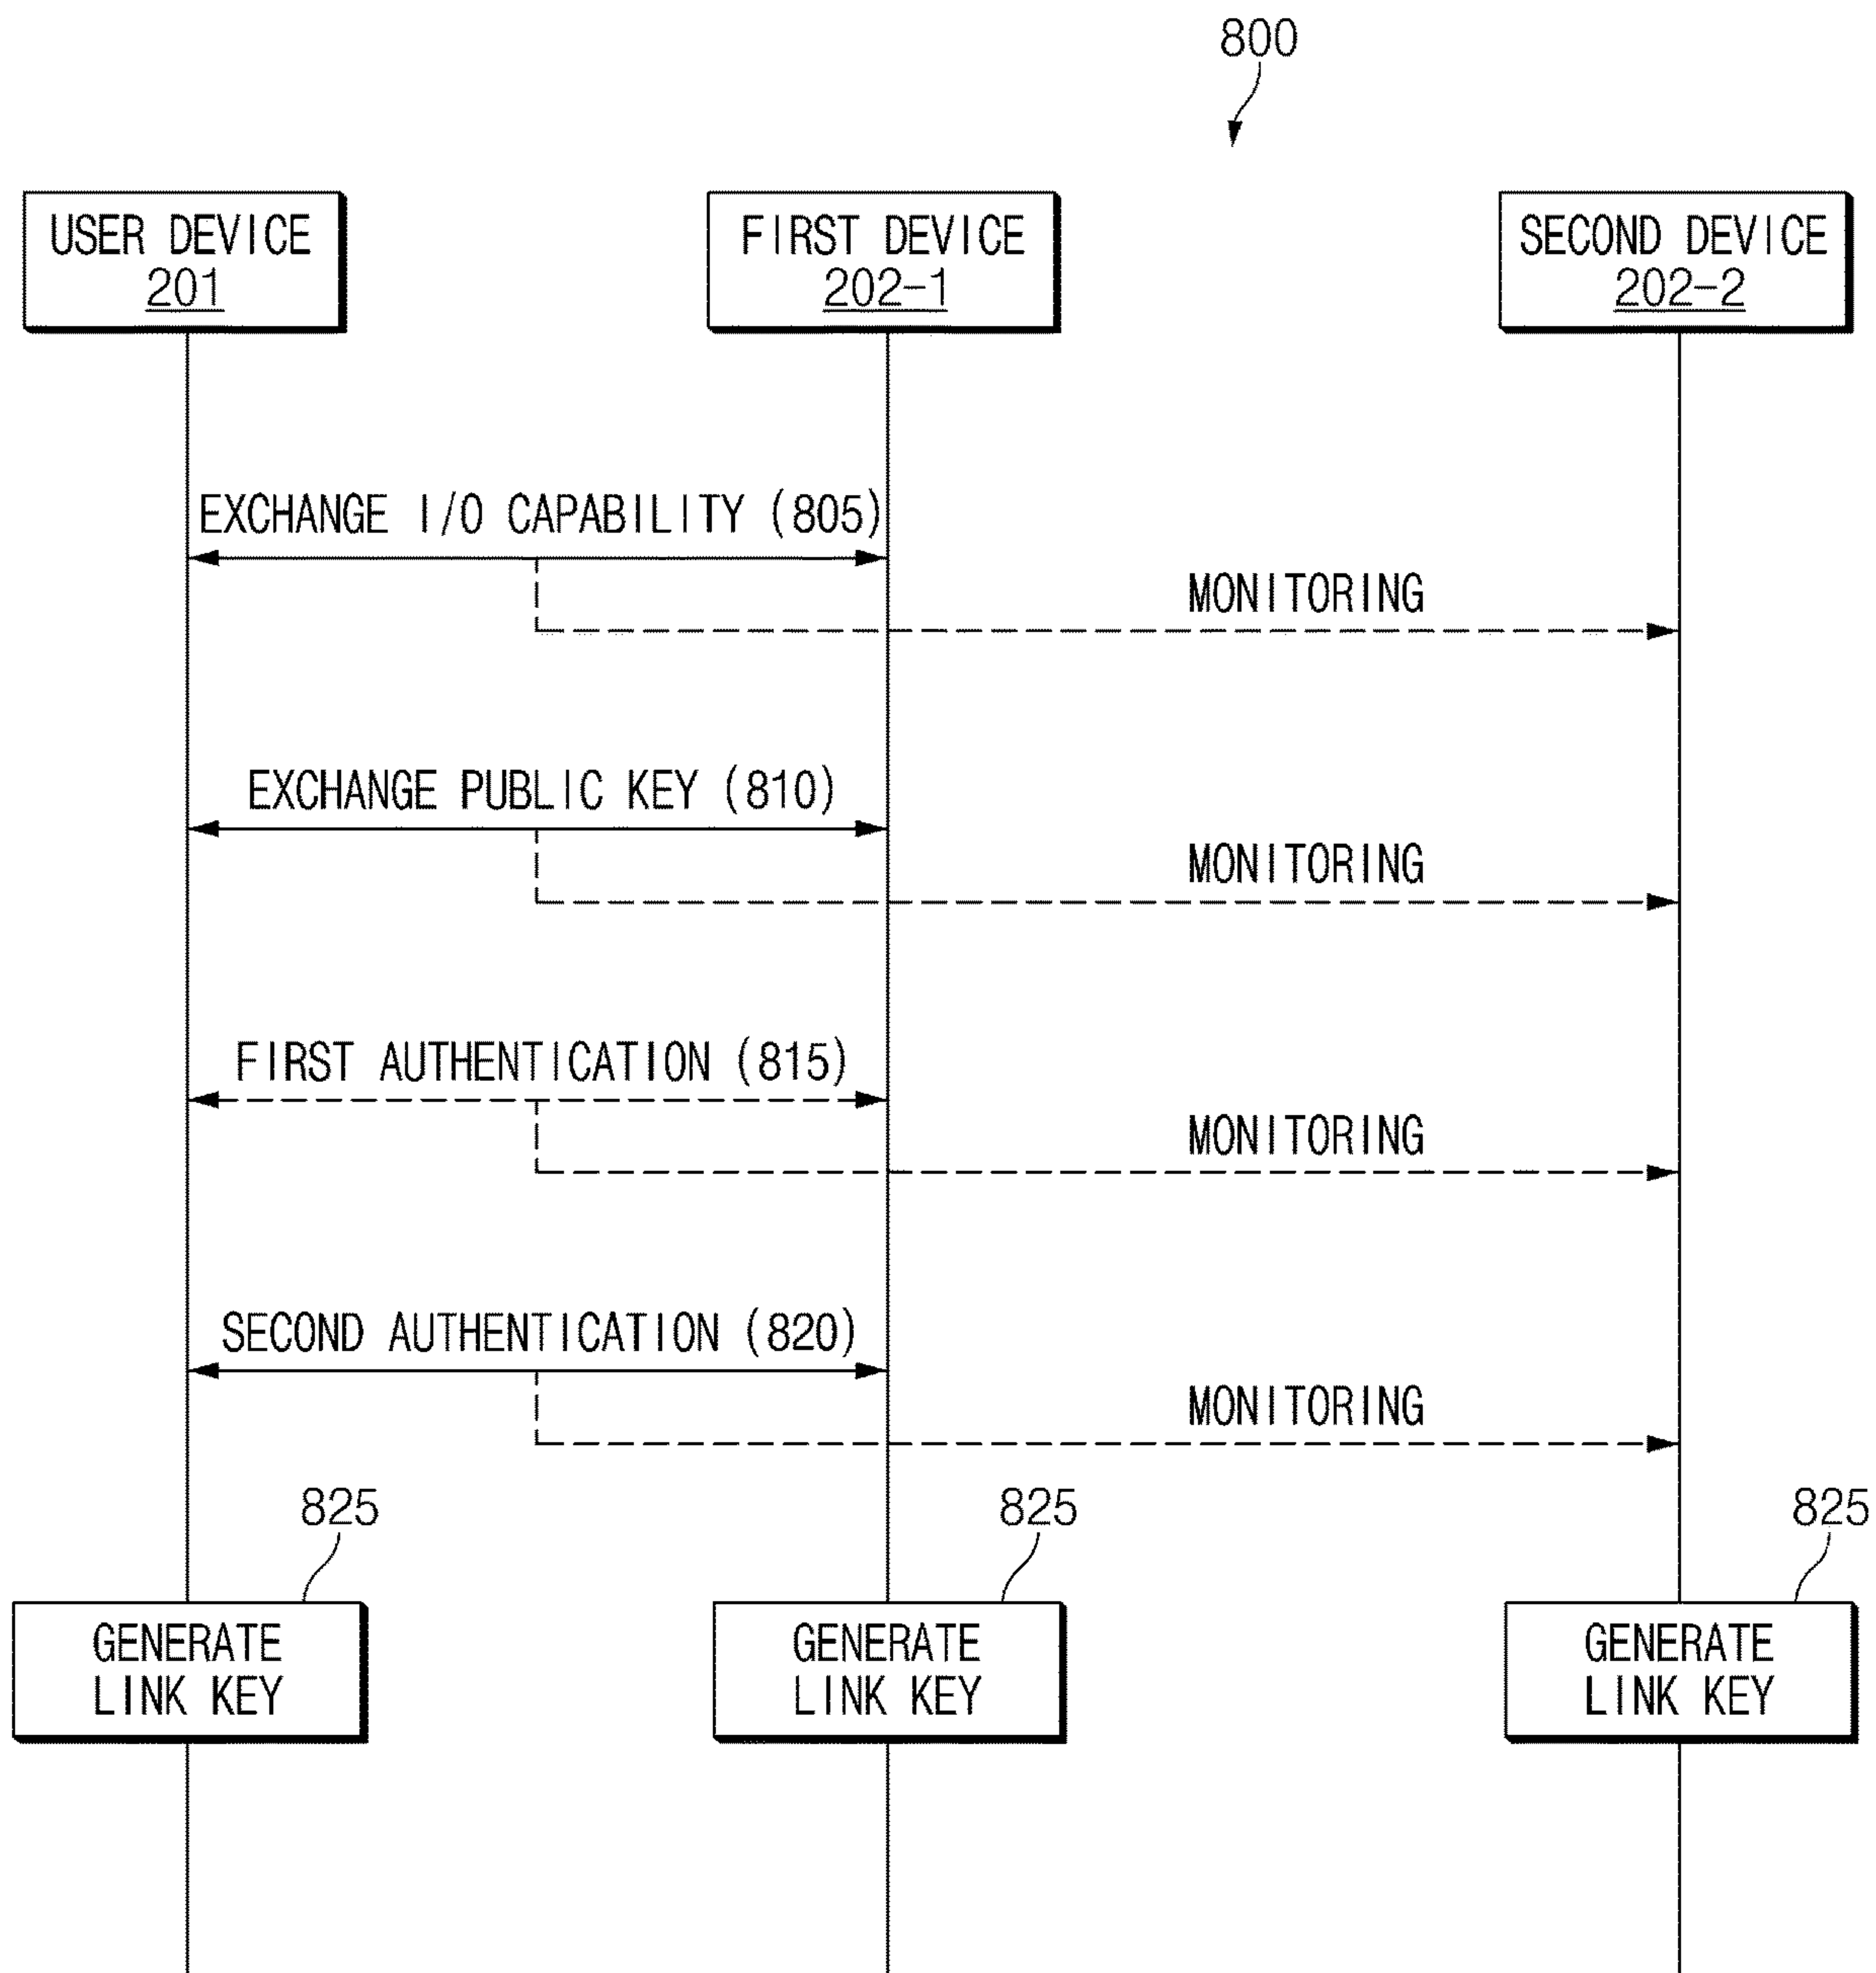 800
USER DEVICE
201
FIRST DEVICE
202-1
SECOND DEVICE
202-2
EXCHANGE I/O CAPABILITY (805)
MONITORING
EXCHANGE PUBLIC KEY (810)
MONITORING
FIRST AUTHENTICATION (815)
MONITORING
SECOND AUTHENTICATION (820)
MONITORING
825
825
825
GENERATE
LINK KEY
GENERATE
LINK KEY
GENERATE
LINK KEY